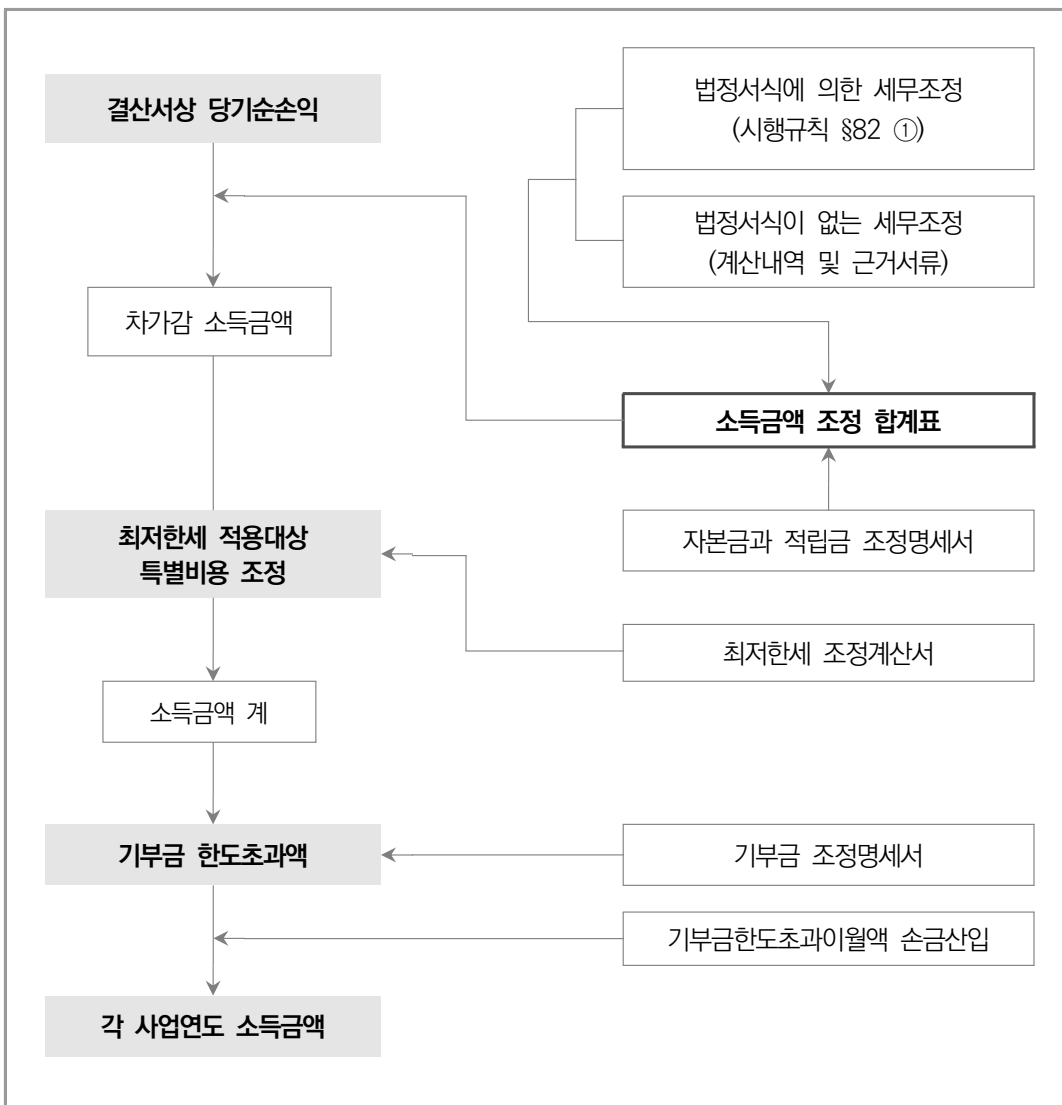 결산서상 당기순손익
법정서식에 의한 세무조정
(시행규칙 §82 ①)
법정서식이 없는 세무조정
(계산내역 및 근거서류)
차가감 소득금액
소득금액 조정 합계표
최저한세 적용대상
특별비용 조정
자본금과 적립금 조정명세서
최저한세 조정계산서
소득금액 계
기부금 한도초과액
기부금 조정명세서
기부금한도초과이월액 손금산입
각 사업연도 소득금액